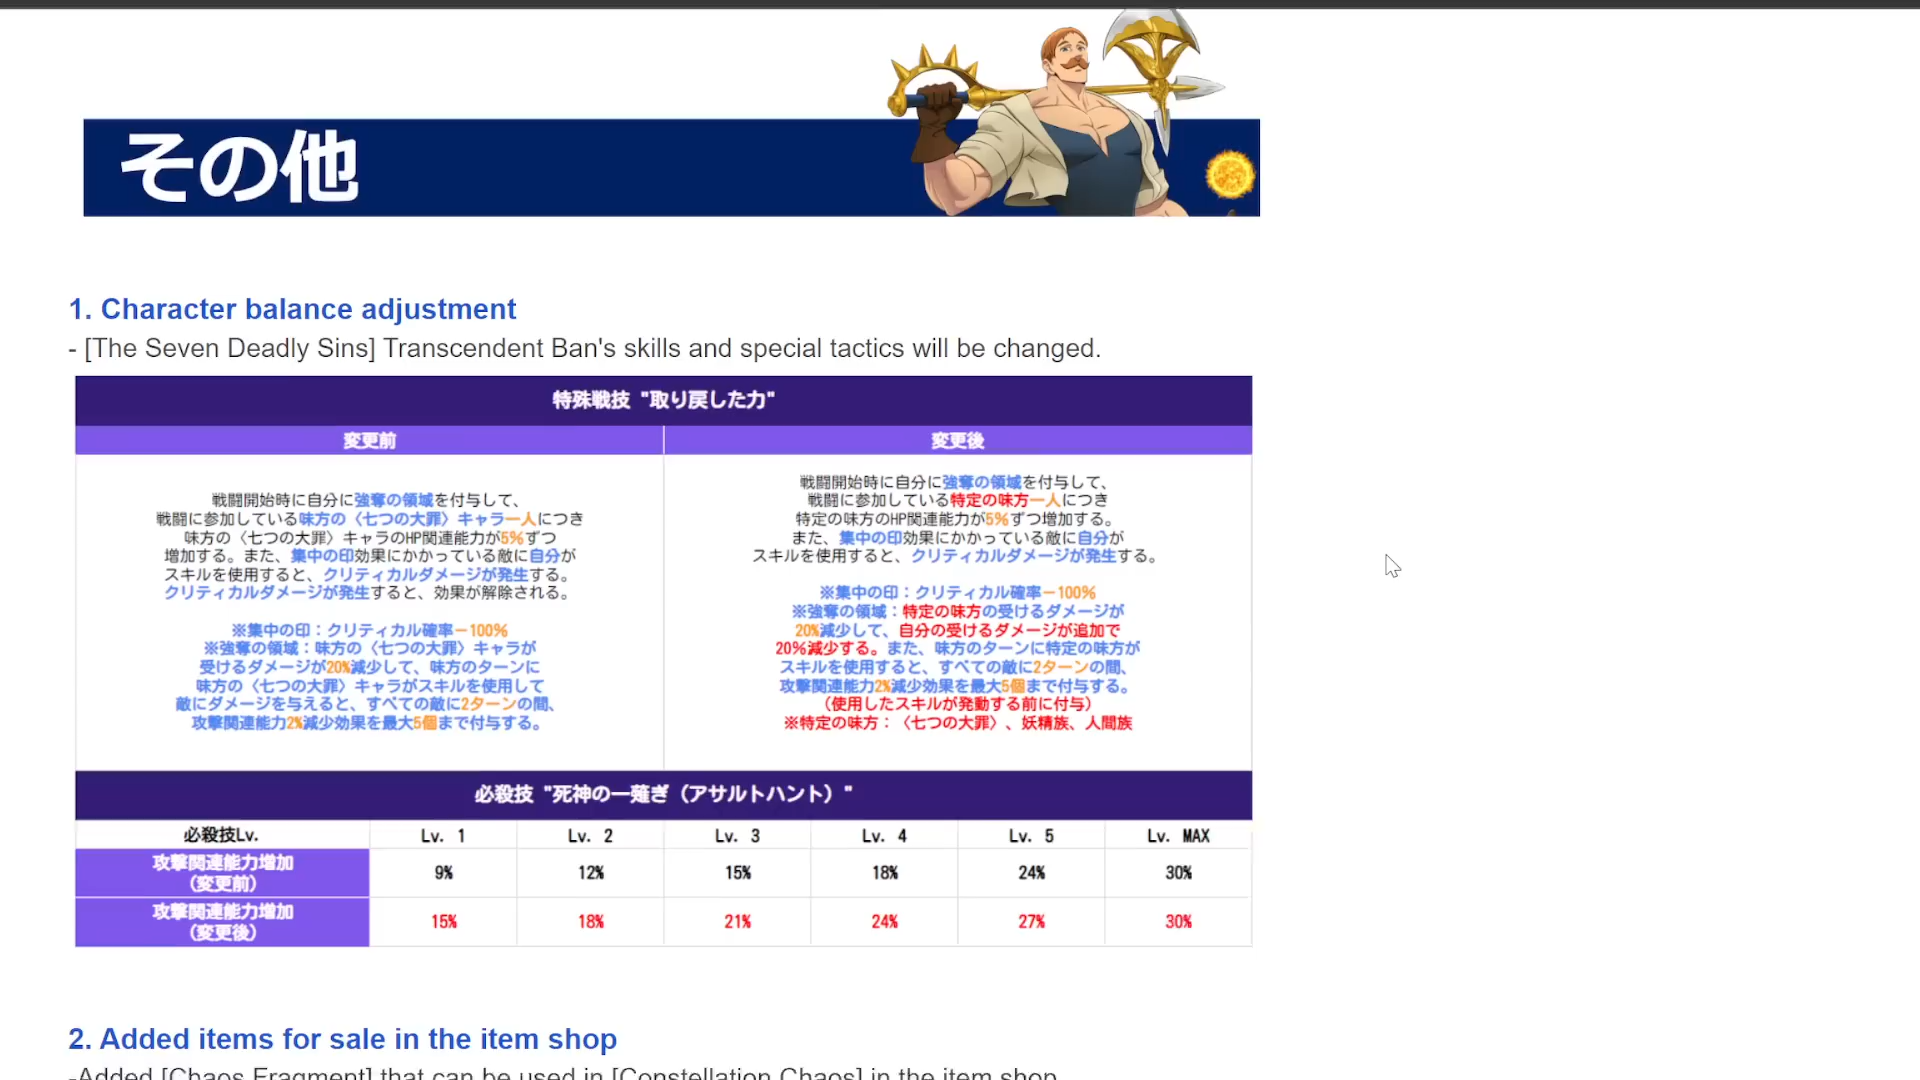 その他
1. Character balance adjustment
- [The Seven Deadly Sins] Transcendent Ban's skills and special tactics will be changed.
特殊戦技 "取り戻した力"
変更前
変更後
戦闘開始時に自分に強奪の領域を付与して、
戦闘に参加している味方の〈七つの大罪〉キャラ一人につき
味方の〈七つの大罪〉キャラのHP関連能力が5%ずつ
増加する。また、集中の印効果にかかっている敵に自分が
スキルを使用すると、クリティカルダメージが発生する。
クリティカルダメージが発生すると、効果が解除される。
※集中の印：クリティカル確率－100%
※強奪の領域：味方の〈七つの大罪〉キャラが
受けるダメージが20%減少して、味方のターンに
味方の〈七つの大罪〉キャラがスキルを使用して
敵にダメージを与えると、すべての敵に2ターンの間、
攻撃関連能力2%減少効果を最大5個まで付与する。
戦闘開始時に自分に強奪の領域を付与して、
戦闘に参加している特定の味方一人につき
特定の味方のHP関連能力が5%ずつ増加する。
また、集中の印効果にかかっている敵に自分が
スキルを使用すると、クリティカルダメージが発生する。
※集中の印：クリティカル確率－100%
※強奪の領域：特定の味方の受けるダメージが
20%減少して、自分の受けるダメージが追加で
20%減少する。また、味方のターンに特定の味方が
スキルを使用すると、すべての敵に2ターンの間、
攻撃関連能力2%減少効果を最大5個まで付与する。
（使用したスキルが発動する前に付与）
※特定の味方：〈七つの大罪〉、妖精族、人間族
必殺技 "死神の一薙ぎ（アサルトハント）"
必殺技Lv. Lv. 1 Lv. 2 Lv. 3 Lv. 4 Lv. 5 Lv. MAX
攻撃関連能力増加
（変更前）
9% 12% 15% 18% 24% 30%
攻撃関連能力増加
（変更後）
15% 18% 21% 24% 27% 30%
2. Added items for sale in the item shop
-Added [Chaos Fragment] that can be used in [Constellation Chaos] in the item shop